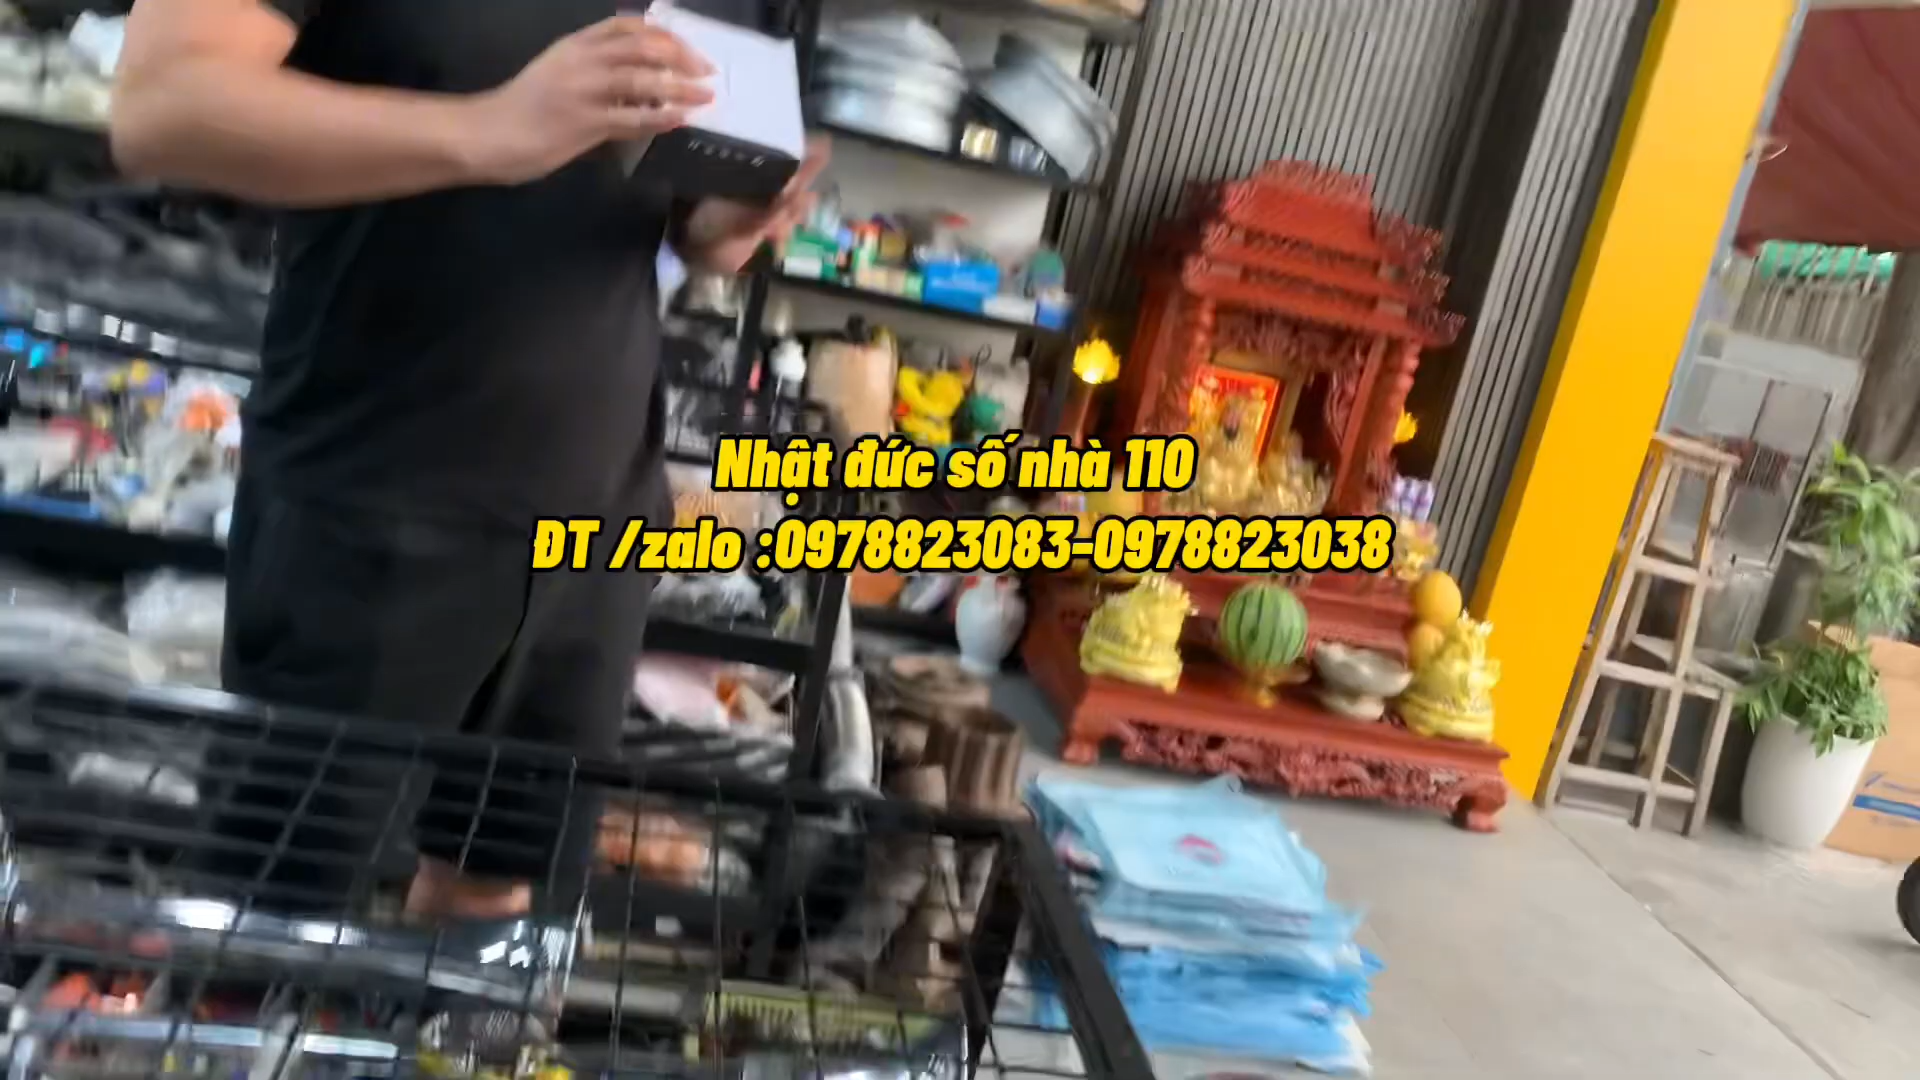 Nhật đức số nhà 110
ĐT /zalo :0978823083-0978823038